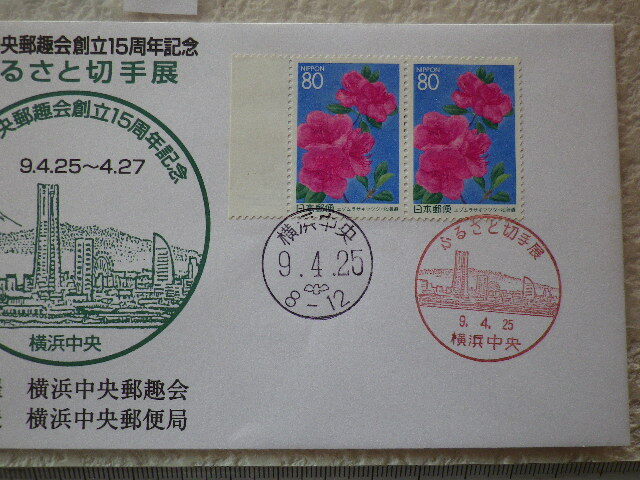 央郵趣会創立15周年記念
るさと切手展
央郵趣会創立15周年記念
9.4.25～4.27
横浜中央
横浜中央郵趣会
横浜中央郵便局
NIPPON
80
日本郵便
NIPPON
80
日本郵便
横浜中央
9.4.25
8-12
ふるさと切手展
9. 4. 25
横浜中央